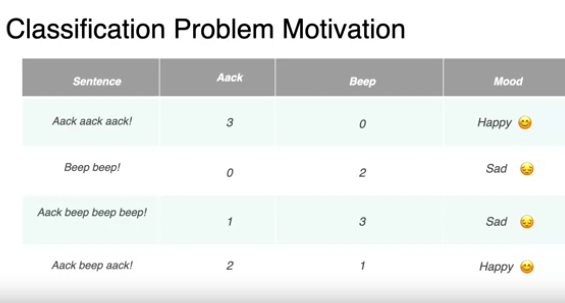 Classification Problem Motivation
Sentence Aack Beep Mood
Aack aack aack! 3 0 Happy 😊
Beep beep! 0 2 Sad 😔
Aack beep beep beep! 1 3 Sad 😔
Aack beep aack! 2 1 Happy 😊